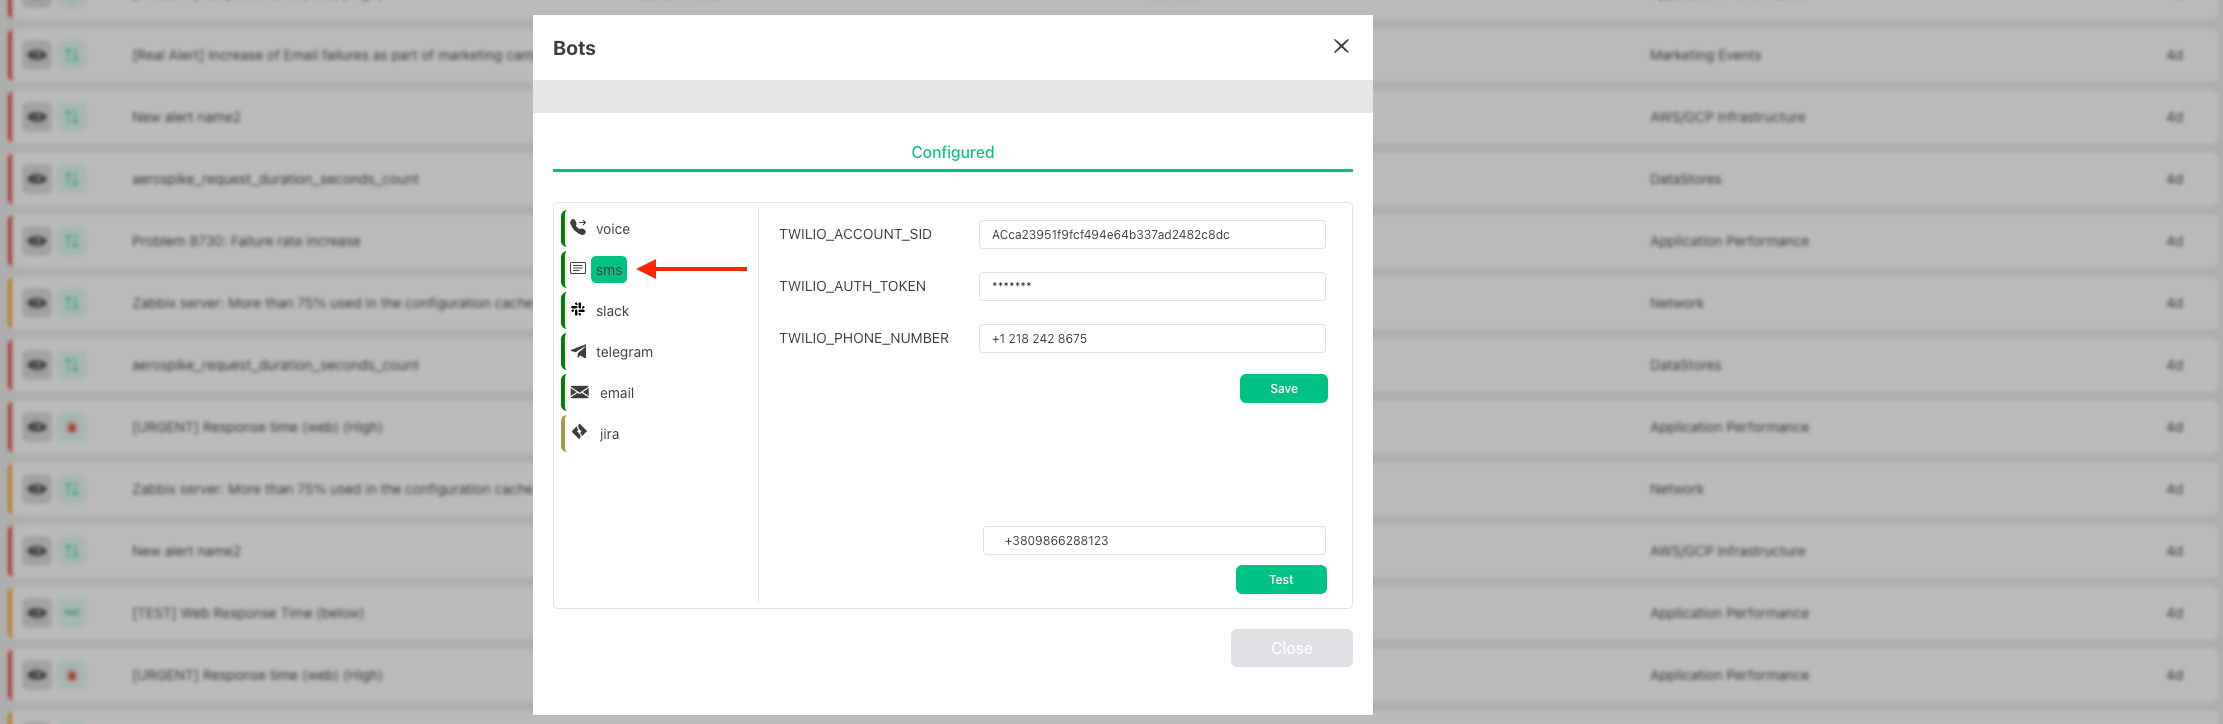 Bots
[Real Alert] Increase of Email failures as part of marketing cam
Marketing Events
4d
New alert name2
AWS/GCP Infrastructure
4d
Configured
aerospike_request_duration_seconds_count
DataStores
4d
voice
TWILIO_ACCOUNT_SID
ACca23951f9fcf494e64b337ad2482c8dc
Problem 8730: Failure rate increase
Application Performance
4d
sms
TWILIO_AUTH_TOKEN
*******
Zabbix server: More than 75% used in the configuration cache
Network
4d
slack
TWILIO_PHONE_NUMBER
+1 218 242 8675
telegram
aerospike_request_duration_seconds_count
DataStores
4d
email
Save
[URGENT] Response time (web) (High)
Application Performance
4d
jira
Zabbix server: More than 75% used in the configuration cache
Network
4d
New alert name2
+3809866288123
AWS/GCP Infrastructure
4d
Test
[TEST] Web Response Time (below)
Application Performance
4d
Close
[URGENT] Response time (web) (High)
Application Performance
4d